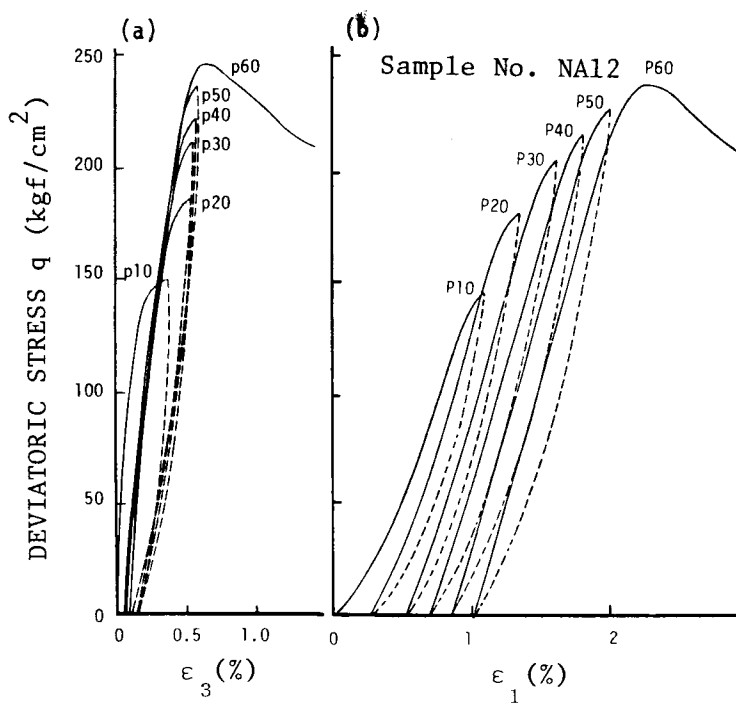 (a)
(b)
Sample No. NA12
DEVIATORIC STRESS q (kgf/cm²)
250
200
150
100
50
0
p60
p50
p40
p30
p20
p10
P60
P50
P40
P30
P20
P10
0 0.5 1.0
0 1 2
ε₃(%)
ε₁(%)